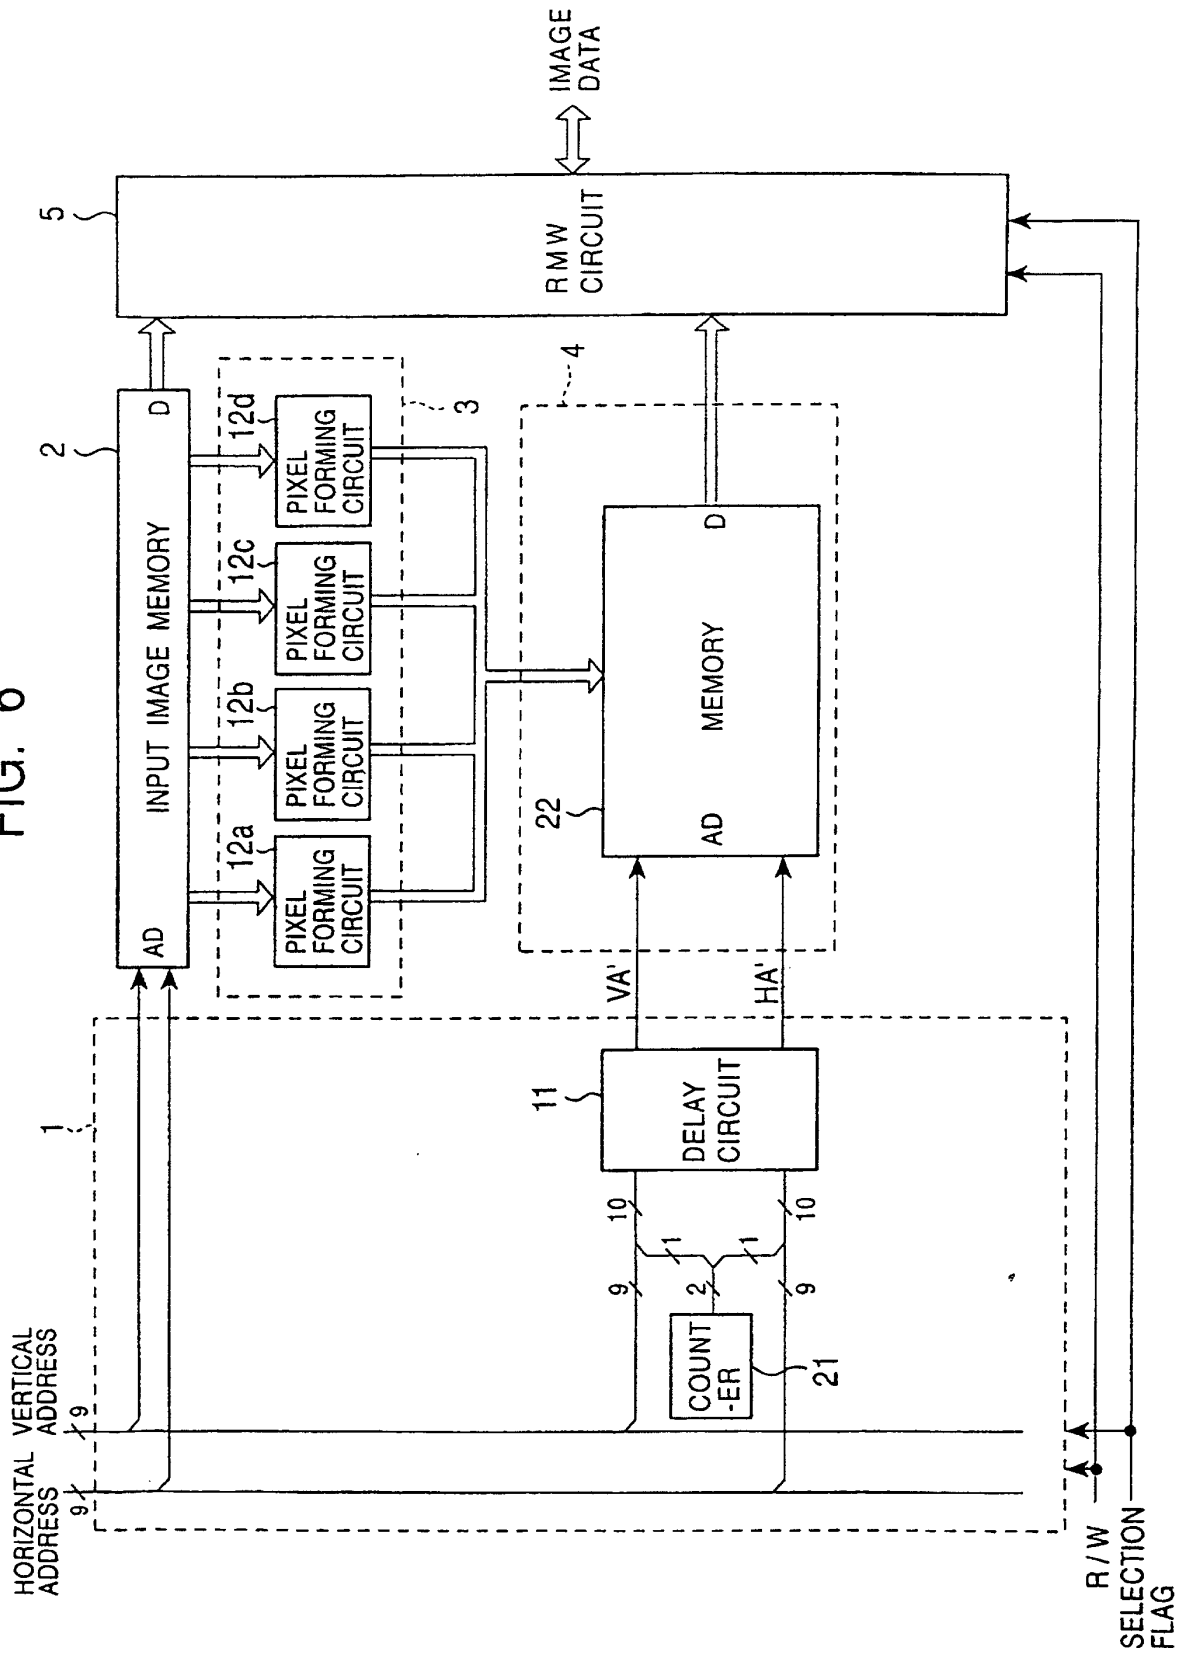 FIG. 6
HORIZONTAL
ADDRESS
VERTICAL
ADDRESS
9
9
1
AD
INPUT IMAGE MEMORY
D
2
5
12a
PIXEL
FORMING
CIRCUIT
12b
PIXEL
FORMING
CIRCUIT
12c
PIXEL
FORMING
CIRCUIT
12d
PIXEL
FORMING
CIRCUIT
3
RMW
CIRCUIT
IMAGE
DATA
4
COUNT
-ER
21
9
2
9
1
1
10
10
11
DELAY
CIRCUIT
VA'
HA'
22
AD
MEMORY
D
R/W
SELECTION
FLAG